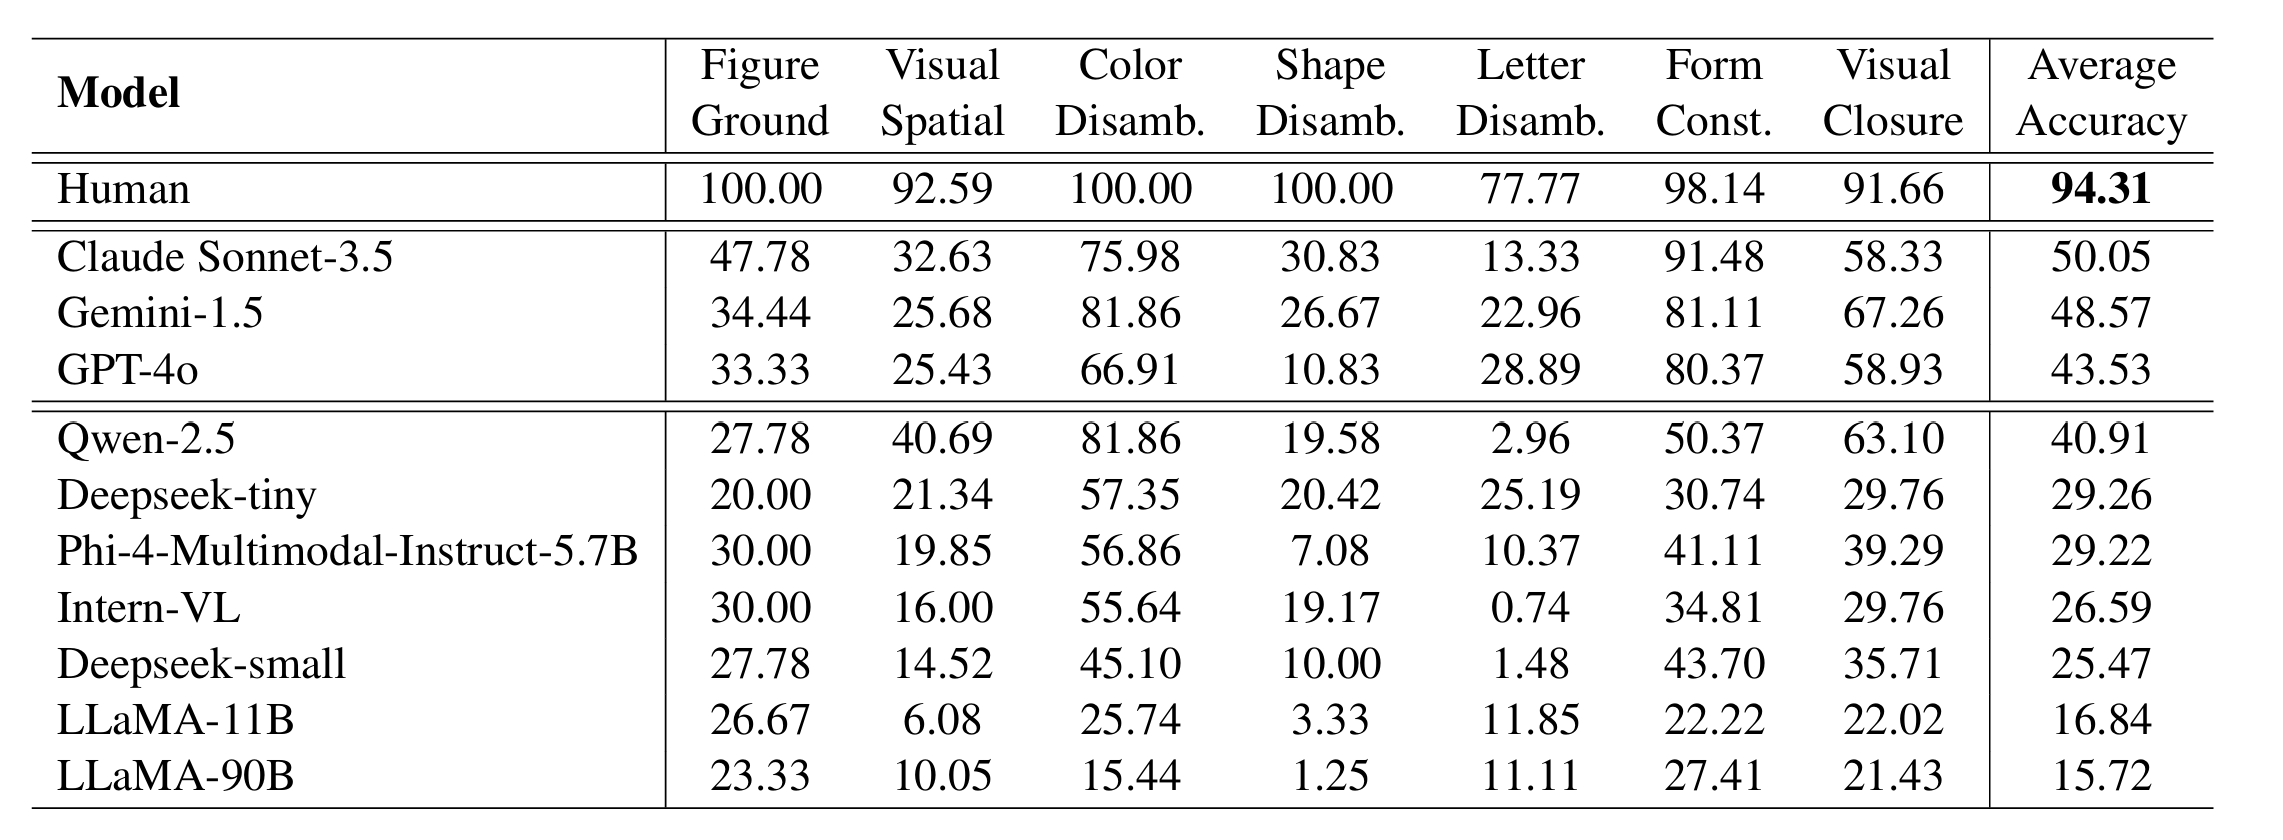 Model Figure Ground Visual Spatial Color Disamb. Shape Disamb. Letter Disamb. Form Const. Visual Closure Average Accuracy
Human 100.00 92.59 100.00 100.00 77.77 98.14 91.66 94.31
Claude Sonnet-3.5 47.78 32.63 75.98 30.83 13.33 91.48 58.33 50.05
Gemini-1.5 34.44 25.68 81.86 26.67 22.96 81.11 67.26 48.57
GPT-4o 33.33 25.43 66.91 10.83 28.89 80.37 58.93 43.53
Qwen-2.5 27.78 40.69 81.86 19.58 2.96 50.37 63.10 40.91
Deepseek-tiny 20.00 21.34 57.35 20.42 25.19 30.74 29.76 29.26
Phi-4-Multimodal-Instruct-5.7B 30.00 19.85 56.86 7.08 10.37 41.11 39.29 29.22
Intern-VL 30.00 16.00 55.64 19.17 0.74 34.81 29.76 26.59
Deepseek-small 27.78 14.52 45.10 10.00 1.48 43.70 35.71 25.47
LLaMA-11B 26.67 6.08 25.74 3.33 11.85 22.22 22.02 16.84
LLaMA-90B 23.33 10.05 15.44 1.25 11.11 27.41 21.43 15.72